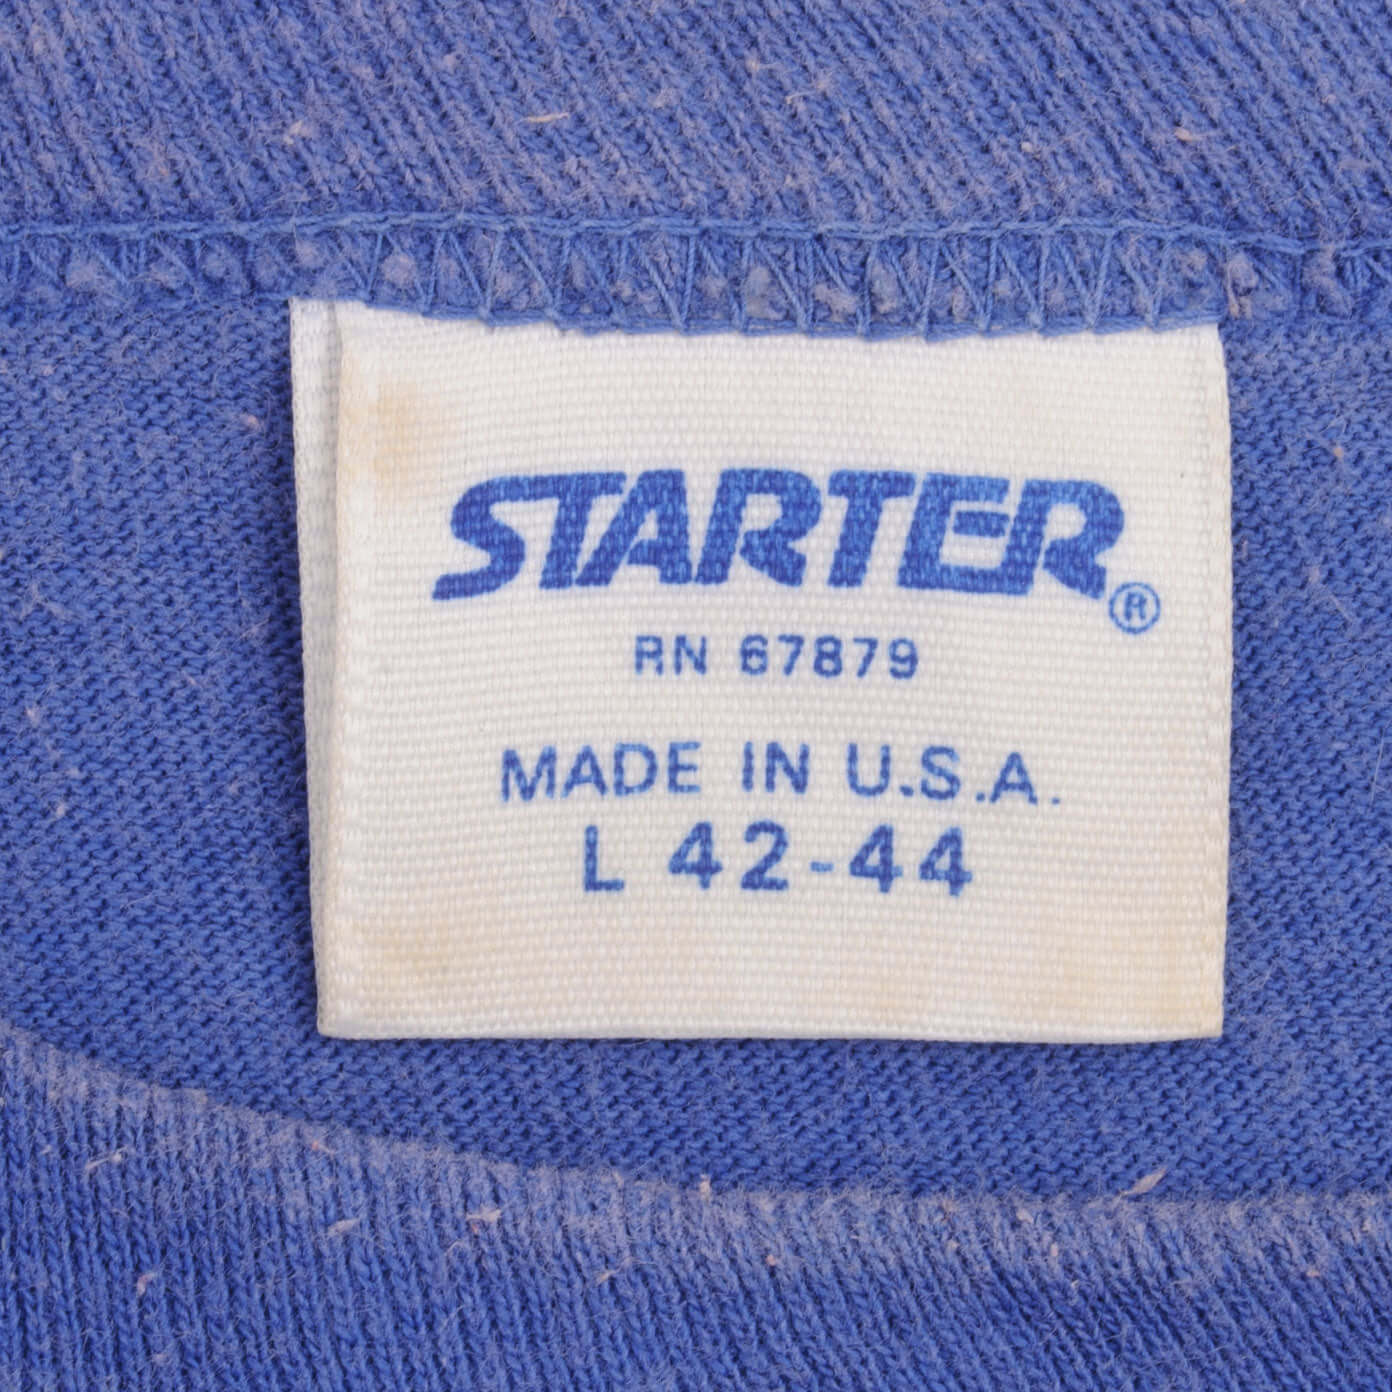 STARTER®
RN 67879
MADE IN U.S.A.
L 42-44